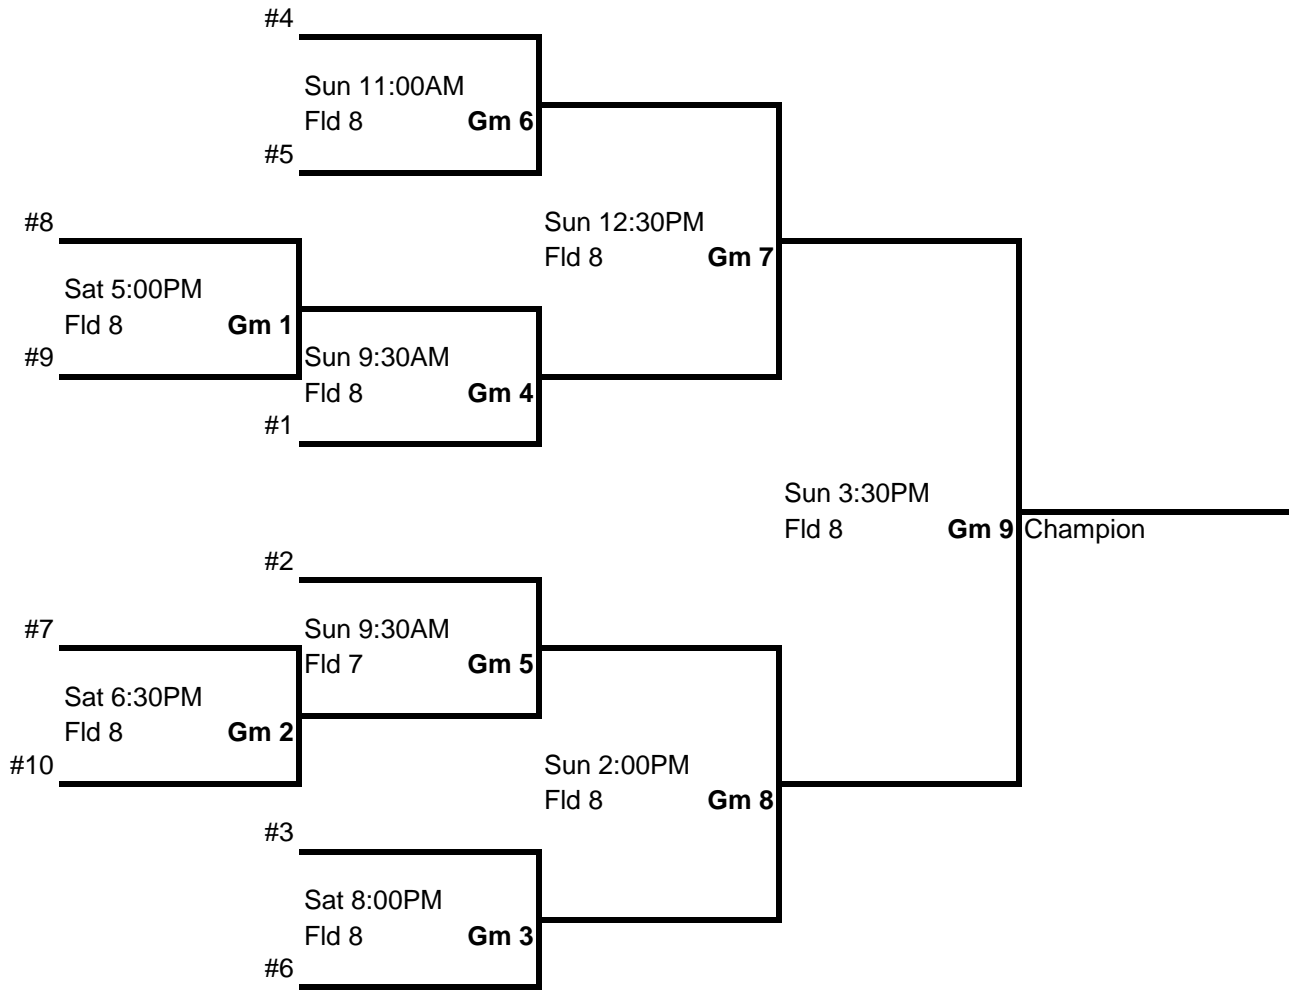 #4
Sun 11:00AM
Fld 8 Gm 6
#5
#8
Sun 12:30PM
Fld 8 Gm 7
Sat 5:00PM
Fld 8 Gm 1
#9
Sun 9:30AM
Fld 8 Gm 4
#1
Sun 3:30PM
Fld 8 Gm 9 Champion
#2
#7
Sun 9:30AM
Fld 7 Gm 5
Sat 6:30PM
Fld 8 Gm 2
#10
Sun 2:00PM
Fld 8 Gm 8
#3
Sat 8:00PM
Fld 8 Gm 3
#6